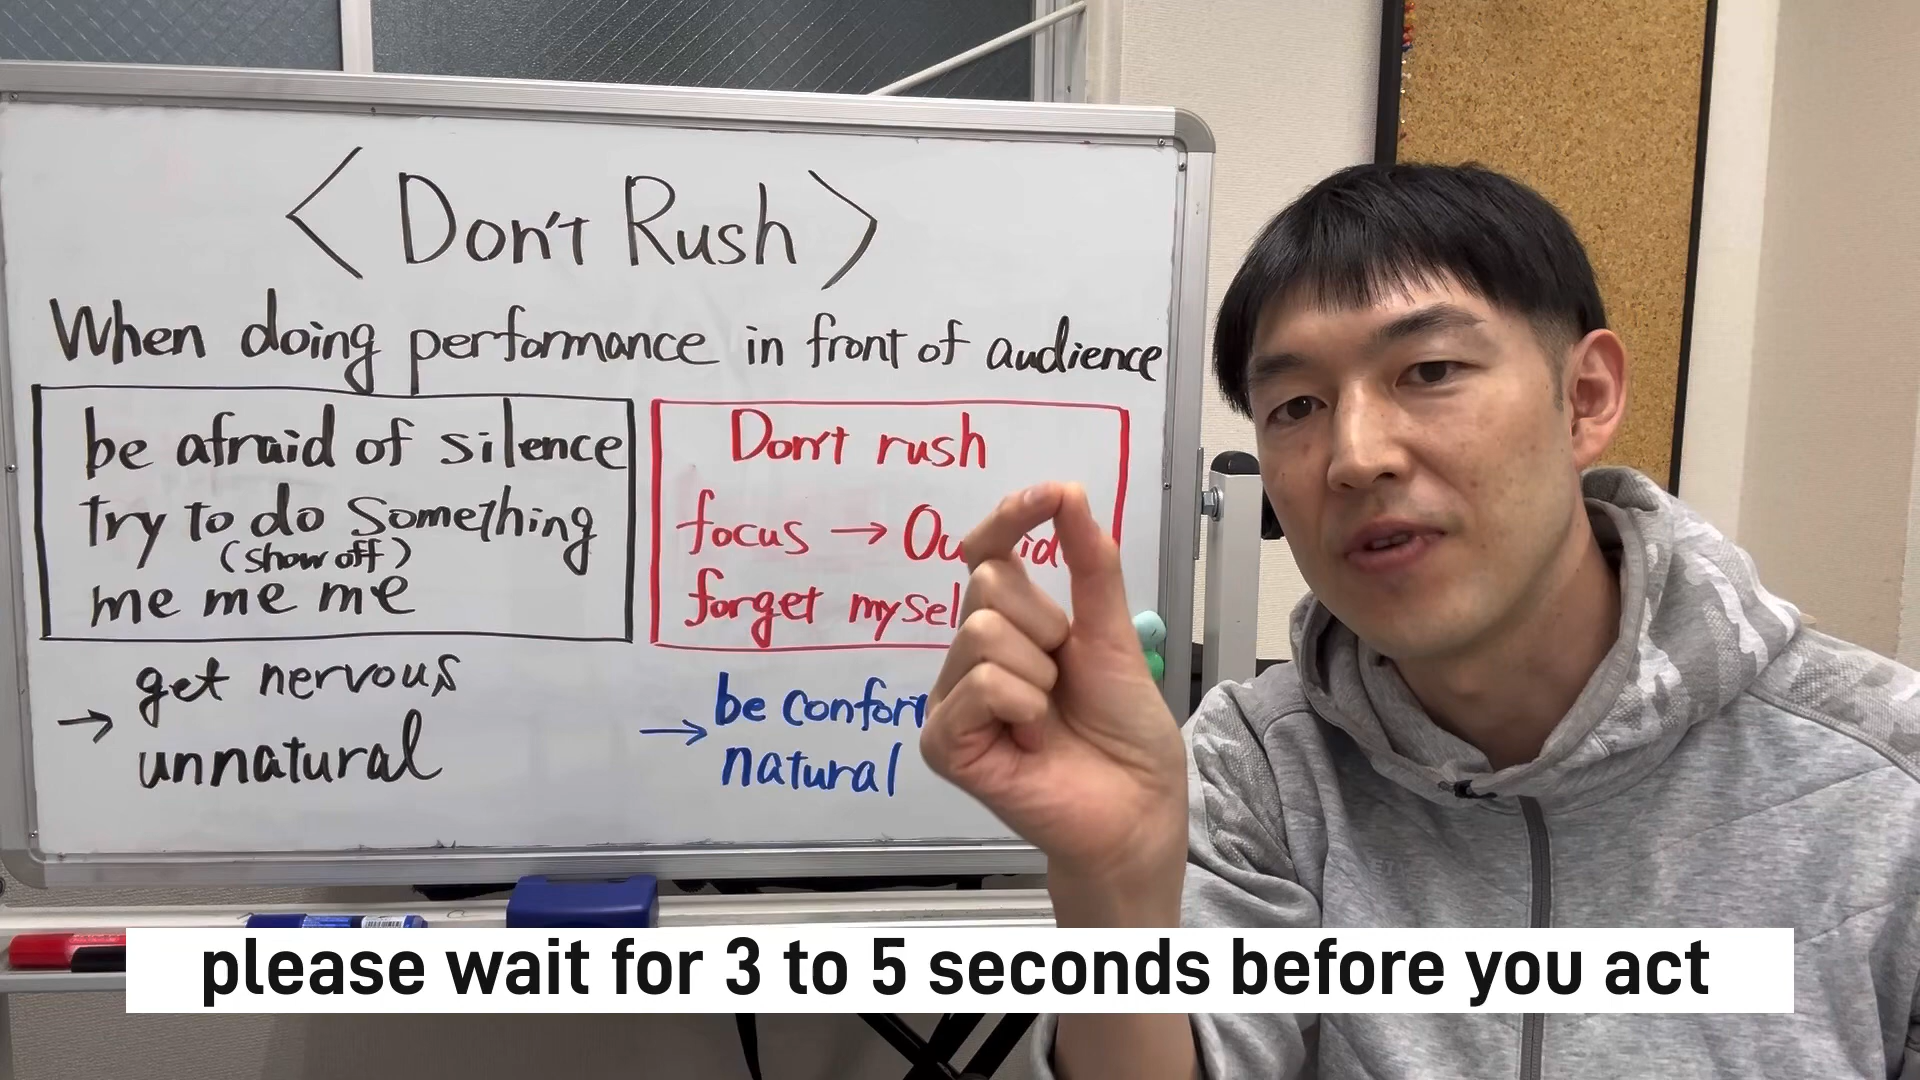 〈 Don't Rush 〉
When doing performance in front of audience
be afraid of silence
try to do something
(show off)
me me me
→ get nervous
unnatural
Don't rush
focus →
forget
→ be
natural
please wait for 3 to 5 seconds before you act